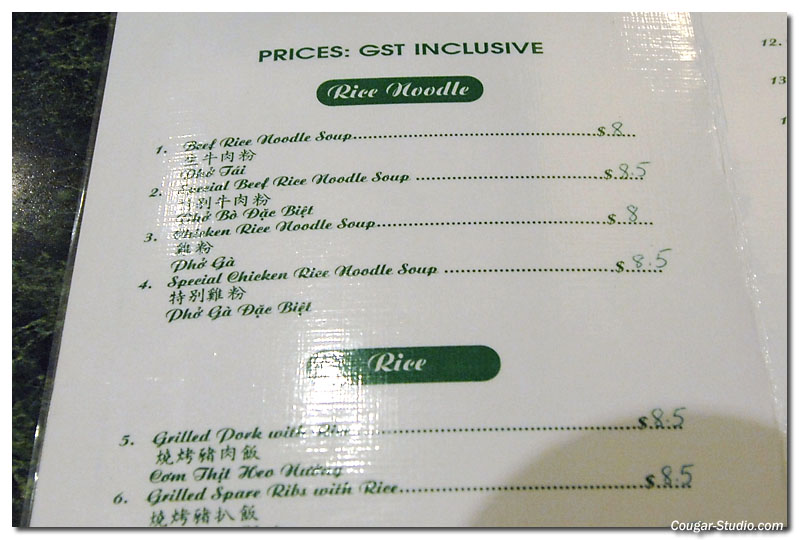 PRICES: GST INCLUSIVE
Rice Noodle
1. Beef Rice Noodle Soup $ 8
生牛肉粉
Phở Tái
2. Special Beef Rice Noodle Soup $ 8.5
特別牛肉粉
Phở Bò Đặc Biệt
3. Chicken Rice Noodle Soup $ 8
雞粉
Phở Gà
4. Special Chicken Rice Noodle Soup $ 8.5
特別雞粉
Phở Gà Đặc Biệt
Rice
5. Grilled Pork with Rice $ 8.5
燒烤豬肉飯
Cơm Thịt Heo Nướng
6. Grilled Spare Ribs with Rice $ 8.5
燒烤豬扒飯
12.
13
1
Cougar-Studio.com